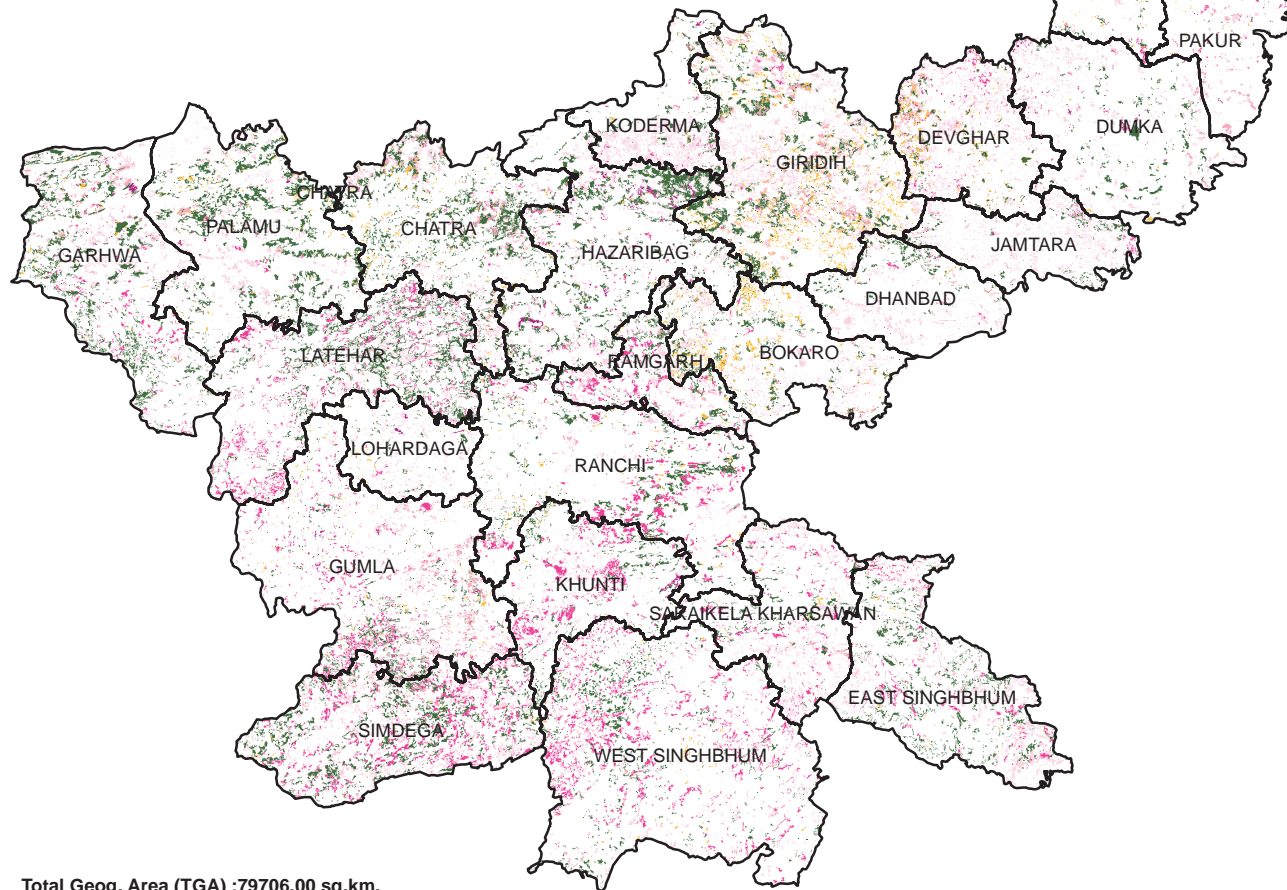 PAKUR
KODERMA
DEVGHAR
DUMKA
GIRIDIH
CHATRA
PALAMU
CHATRA
GARHWA
HAZARIBAG
JAMTARA
DHANBAD
LATEHAR
RAMGARH
BOKARO
LOHARDAGA
RANCHI
GUMLA
KHUNTI
SARAIKELA KHARSAWAN
EAST SINGHBHUM
SIMDEGA
WEST SINGHBHUM
Total Geog. Area (TGA) :79706.00 sq.km.